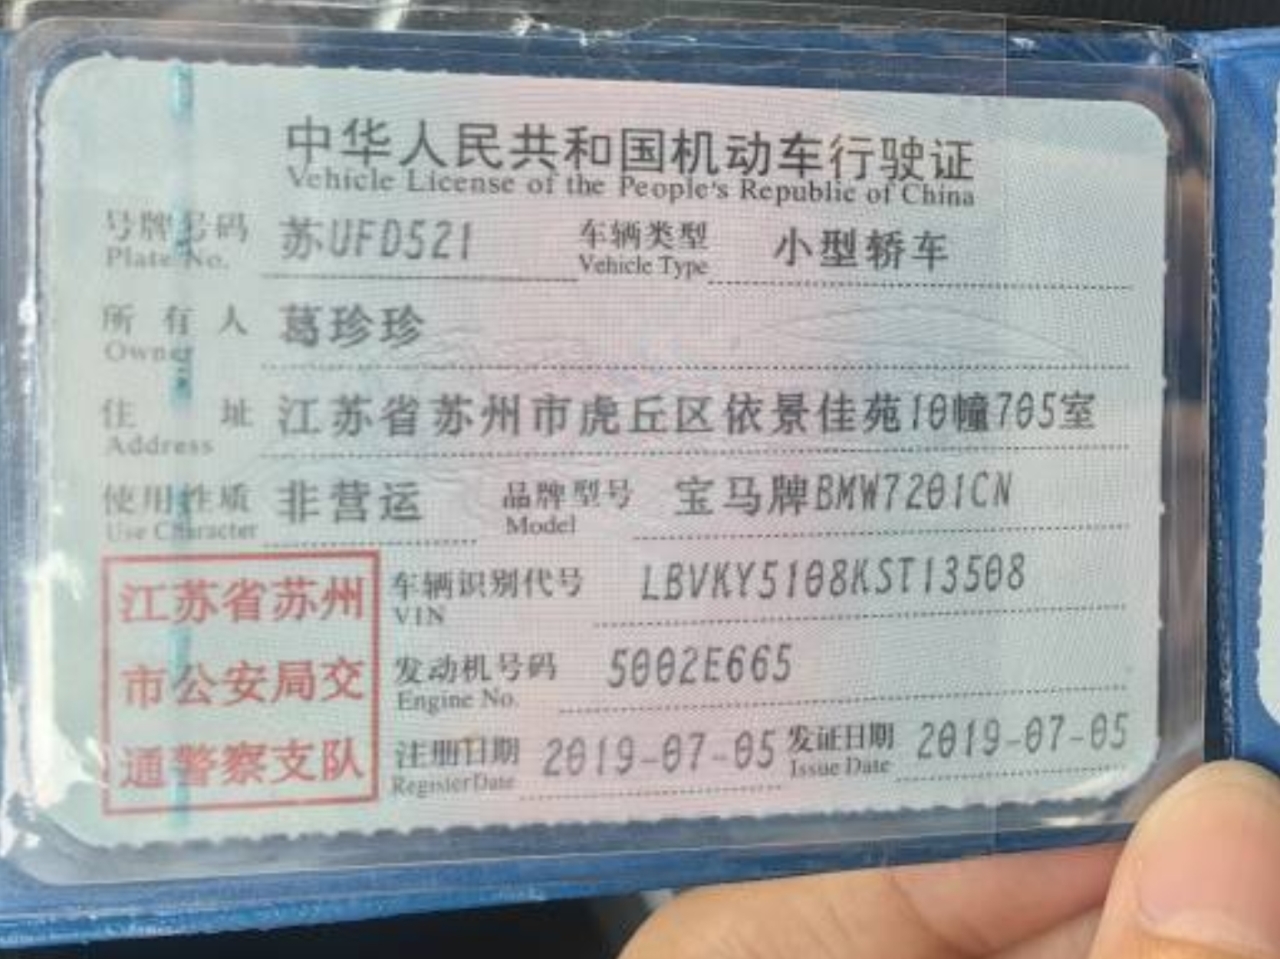 中华人民共和国机动车行驶证
Vehicle License of the People's Republic of China
号牌号码 苏UFD521 车辆类型 小型轿车
Plate No. Vehicle Type
所有人 葛珍珍
Owner
住址 江苏省苏州市虎丘区依景佳苑10幢705室
Address
使用性质 非营运 品牌型号 宝马牌BMW7201CN
Use Character Model
江苏省苏州 车辆识别代号 LBVKY5108KST13508
VIN
市公安局交 发动机号码 5002E665
Engine No.
通警察支队 注册日期 2019-07-05 发证日期 2019-07-05
Register Date Issue Date